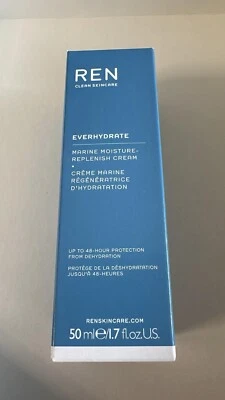 REN
CLEAN SKINCARE
EVERHYDRATE
MARINE MOISTURE-
REPLENISH CREAM
•
CRÈME MARINE
RÉGÉNÉRATRICE
D'HYDRATATION
UP TO 48-HOUR PROTECTION
FROM DEHYDRATION
PROTÈGE DE LA DÉSHYDRATATION
JUSQU'À 48-HEURES
RENSKINCARE.COM
50 ml℮/1.7 fl.oz.U.S.